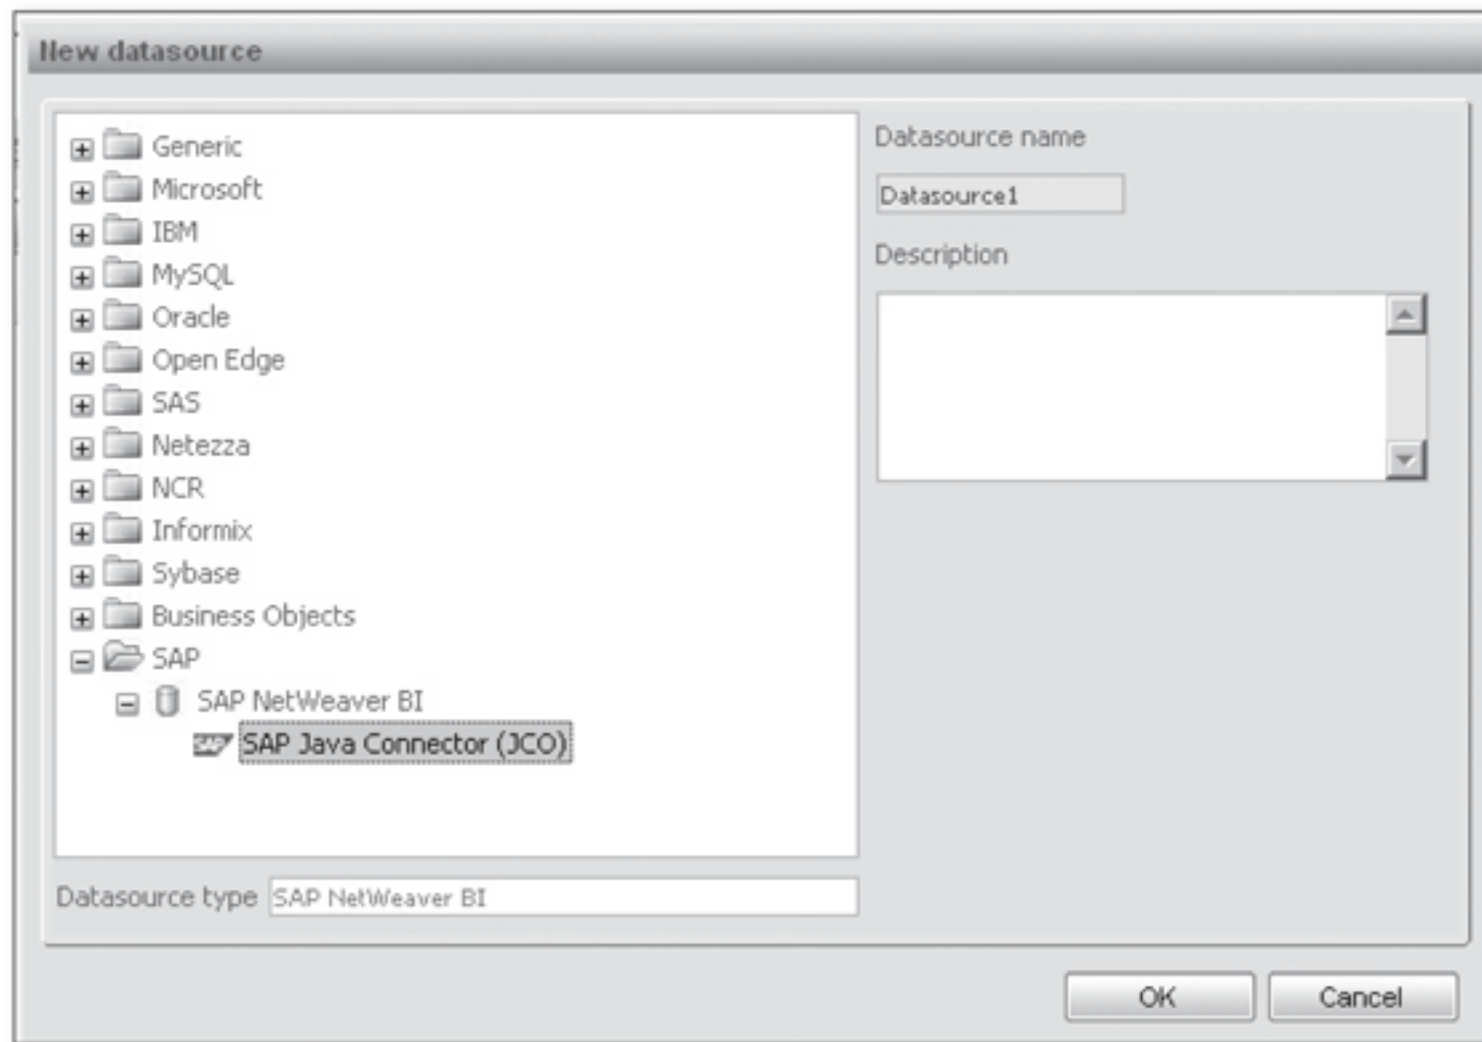 New datasource
Generic
Microsoft
IBM
MySQL
Oracle
Open Edge
SAS
Netezza
NCR
Informix
Sybase
Business Objects
SAP
SAP NetWeaver BI
SAP Java Connector (JCO)
Datasource type SAP NetWeaver BI
Datasource name
Datasource1
Description
OK Cancel